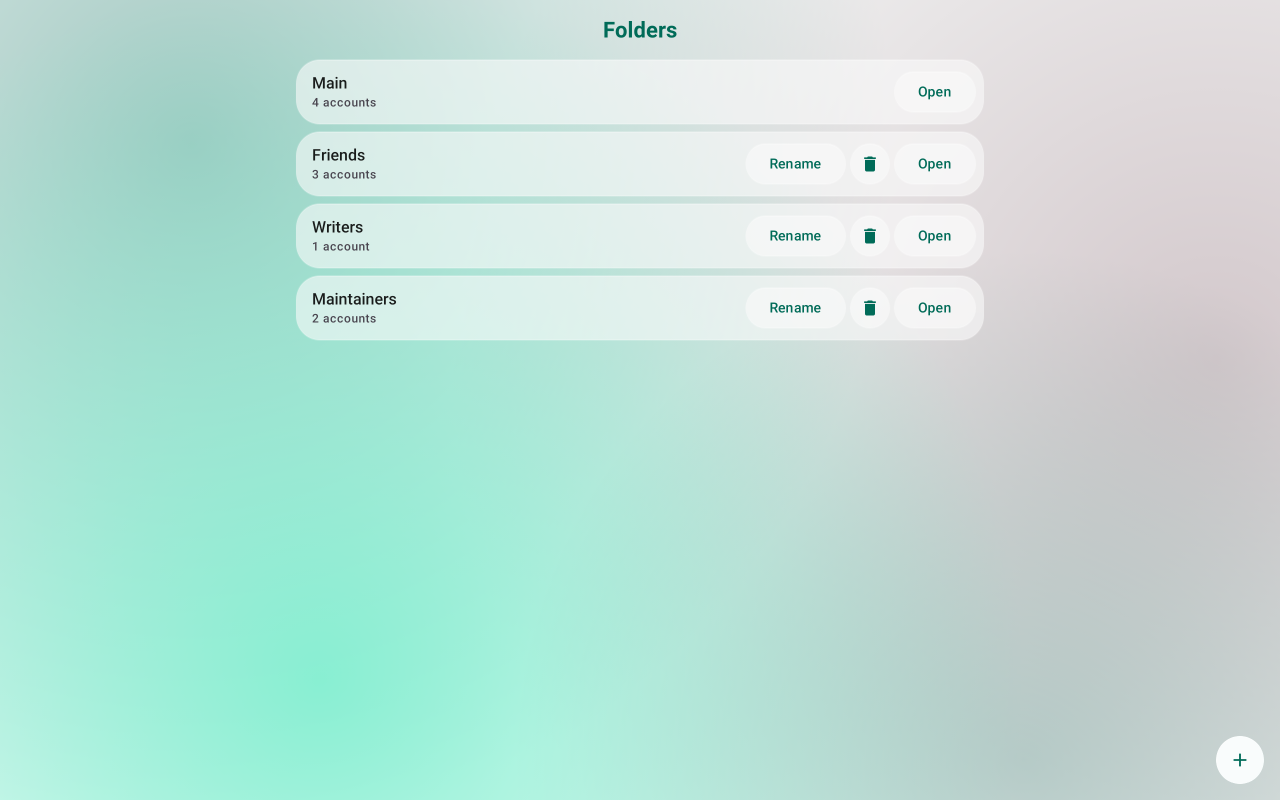 Folders
Main
4 accounts
Open
Friends
3 accounts
Rename
Open
Writers
1 account
Rename
Open
Maintainers
2 accounts
Rename
Open